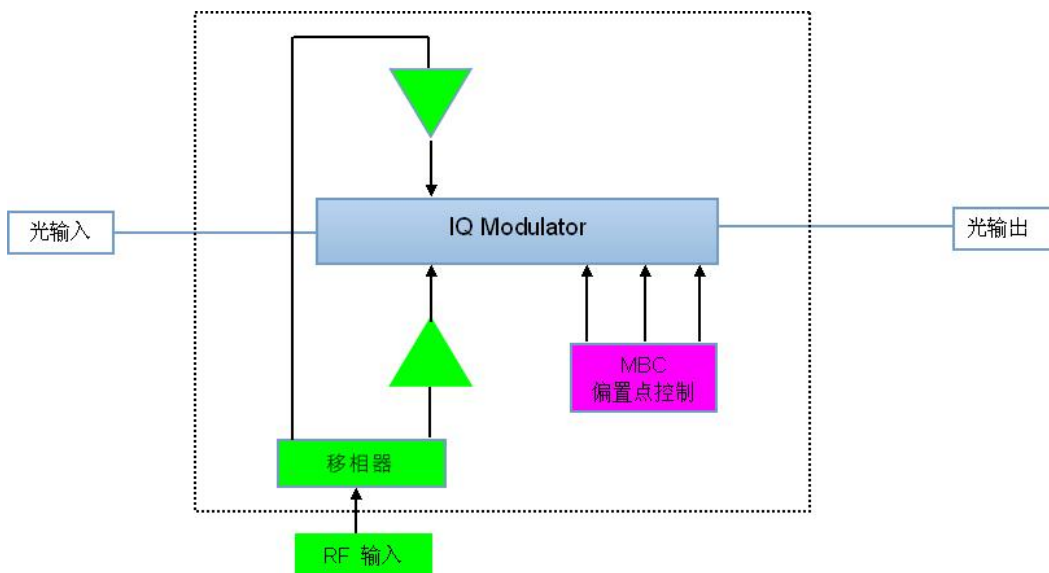 IQ Modulator
光输入
光输出
MBC
偏置点控制
移相器
RF 输入